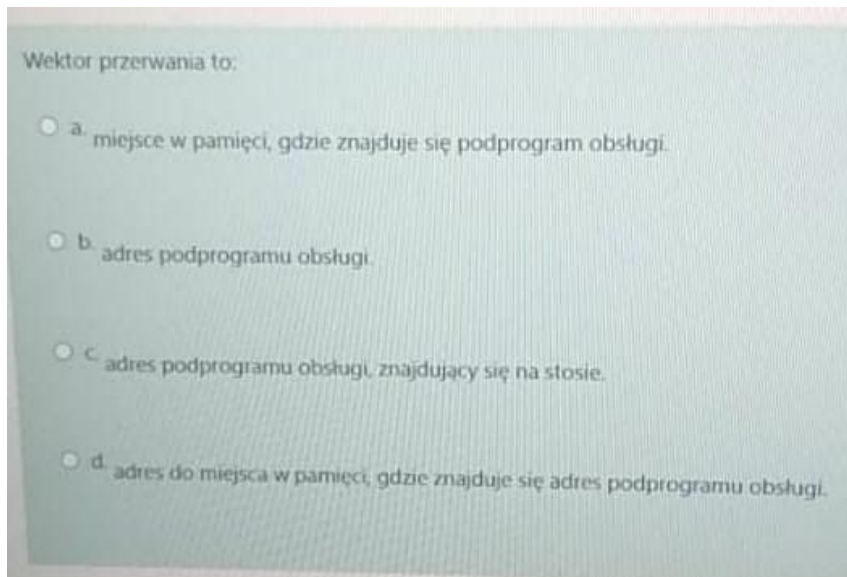 Wektor przerwania to:
a. miejsce w pamięci, gdzie znajduje się podprogram obsługi.
b. adres podprogramu obsługi.
c. adres podprogramu obsługi, znajdujący się na stosie.
d. adres do miejsca w pamięci, gdzie znajduje się adres podprogramu obsługi.